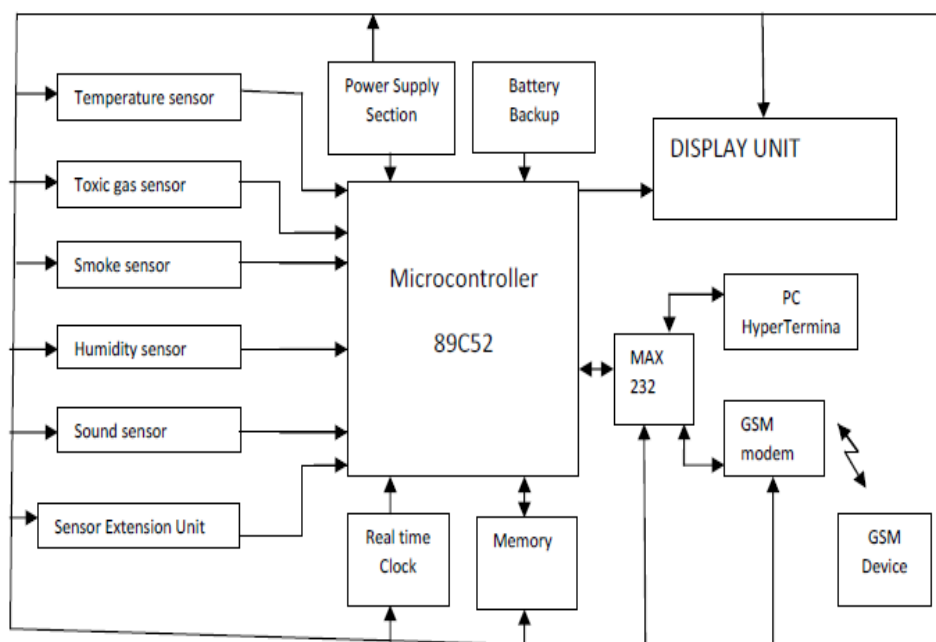 Temperature sensor
Toxic gas sensor
Smoke sensor
Humidity sensor
Sound sensor
Sensor Extension Unit
Power Supply
Section
Battery
Backup
DISPLAY UNIT
Microcontroller
89C52
PC
HyperTermina
MAX
232
GSM
modem
Real time
Clock
Memory
GSM
Device